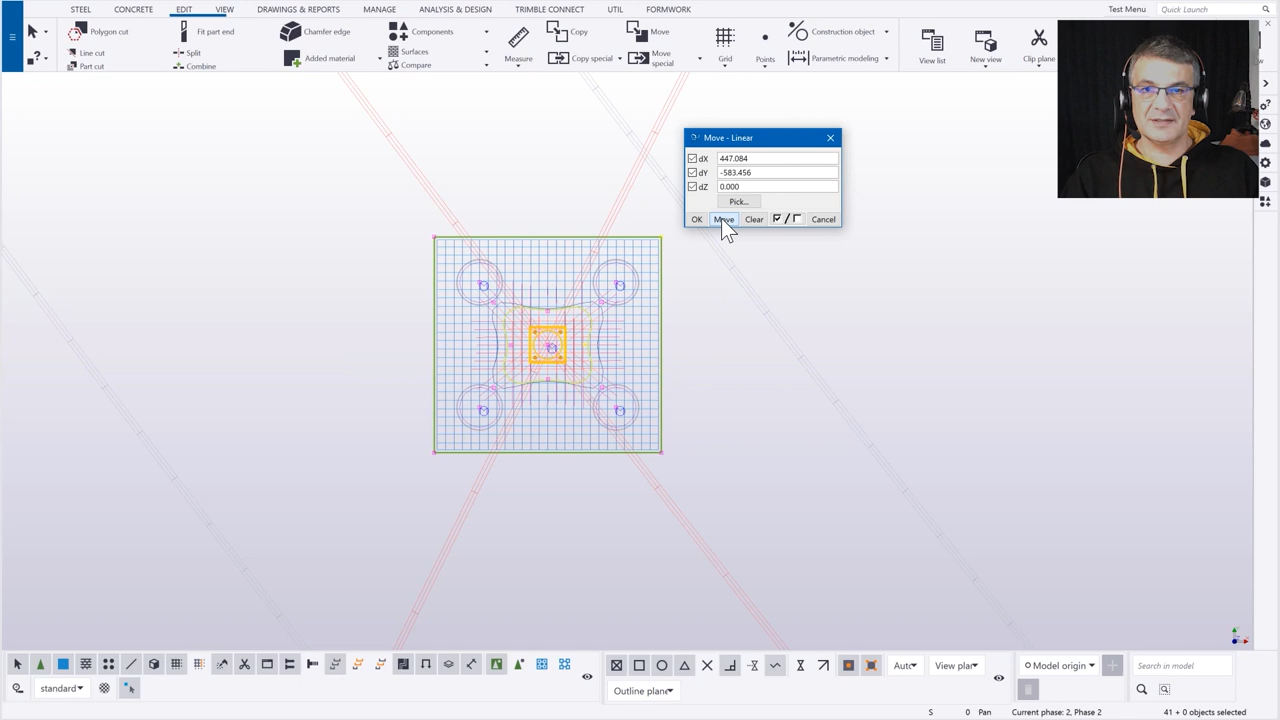 STEEL CONCRETE EDIT VIEW DRAWINGS & REPORTS MANAGE ANALYSIS & DESIGN TRIMBLE CONNECT UTIL FORMWORK Test Menu Quick Launch
Polygon cut Fit part end Chamfer edge Components Copy Move Construction object
Line cut Split Added material Surfaces Measure Copy special Move special Grid Points Parametric modeling View list New view Clip plane
Part cut Combine Compare
Move - Linear
dX 447.084
dY -583.456
dZ 0.000
Pick...
OK Move Clear / Cancel
Auto View plar Model origin Search in model
standard Outline plane
S 0 Pan Current phase: 2, Phase 2 41 + 0 objects selected